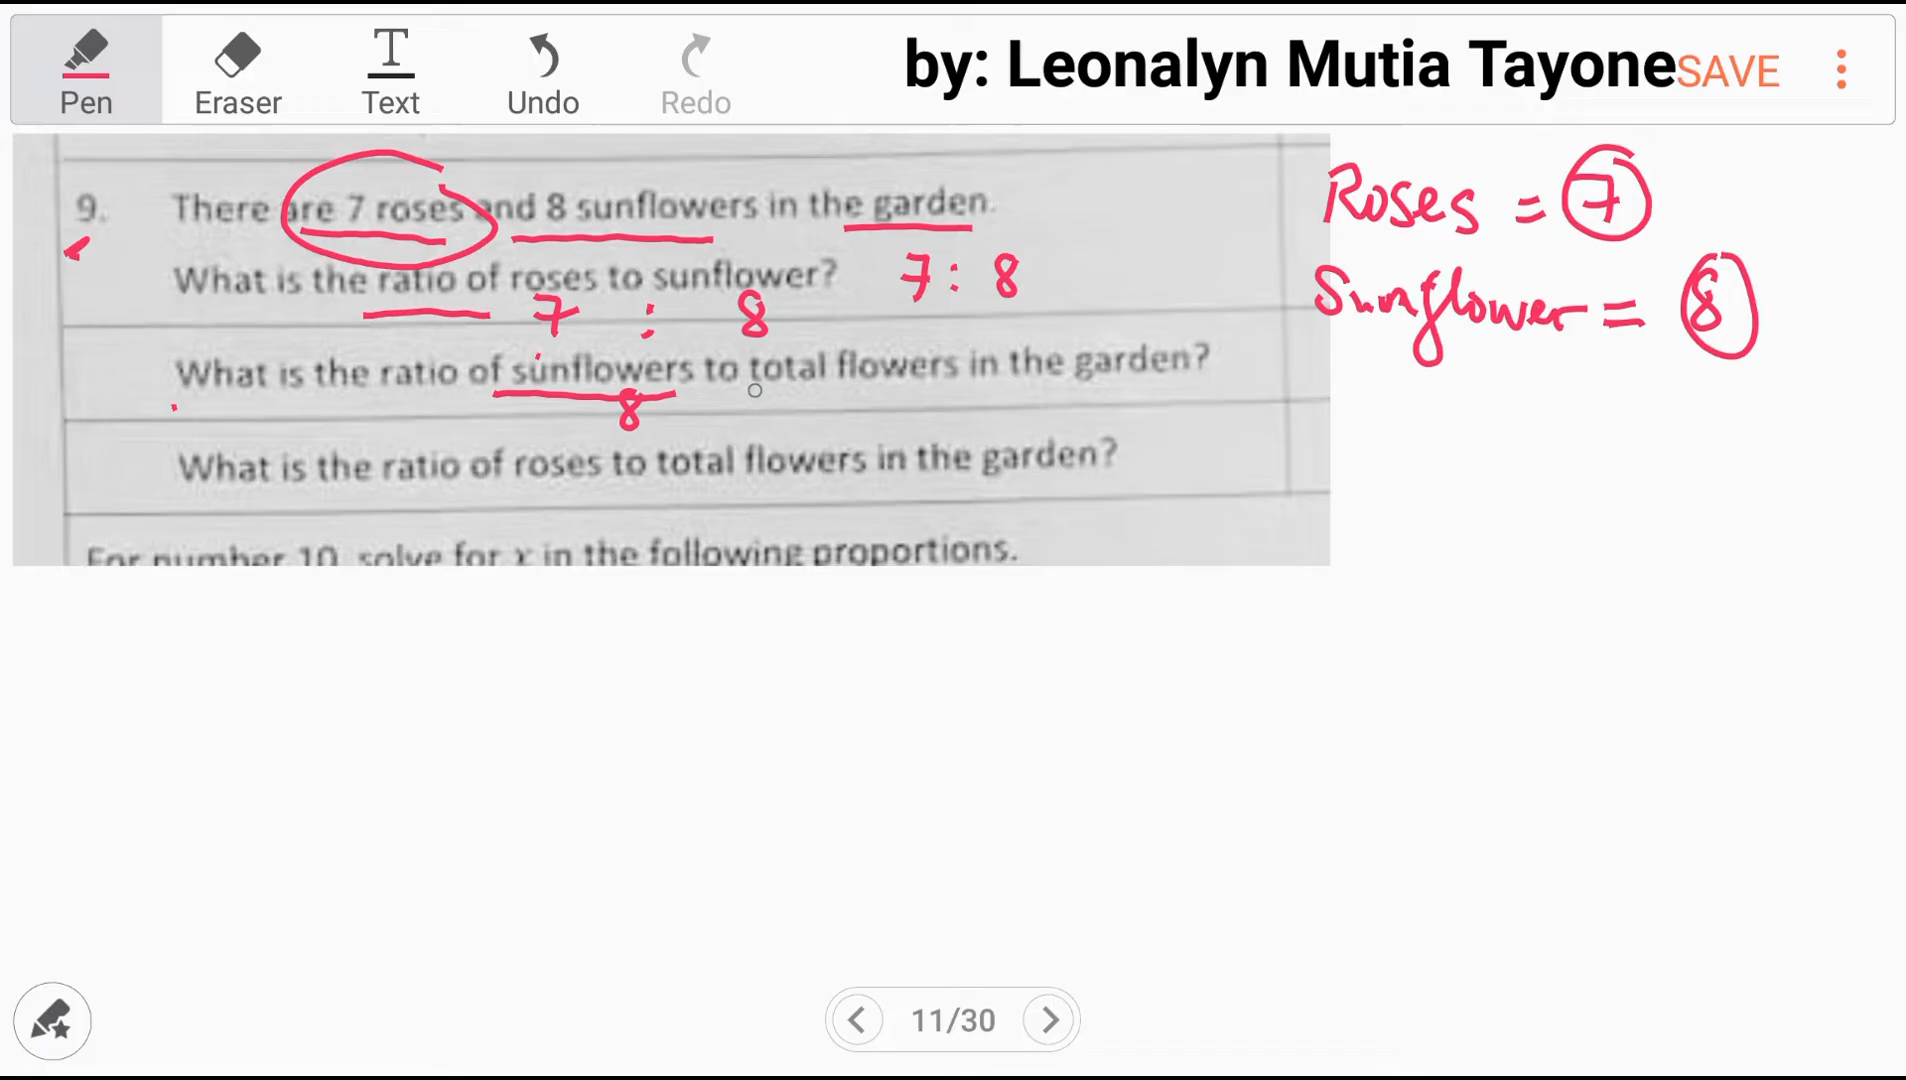 by: Leonalyn Mutia Tayone
SAVE
Pen
Eraser
Text
Undo
Redo
9. There are 7 roses and 8 sunflowers in the garden.
What is the ratio of roses to sunflower? 7 : 8
7 : 8
What is the ratio of sunflowers to total flowers in the garden?
8
What is the ratio of roses to total flowers in the garden?
For number 10, solve for x in the following proportions.
Roses = 7
Sunflower = 8
11/30